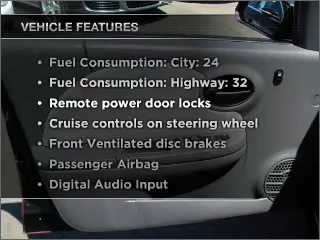 VEHICLE FEATURES
• Fuel Consumption: City: 24
• Fuel Consumption: Highway: 32
• Remote power door locks
• Cruise controls on steering wheel
• Front Ventilated disc brakes
• Passenger Airbag
• Digital Audio Input